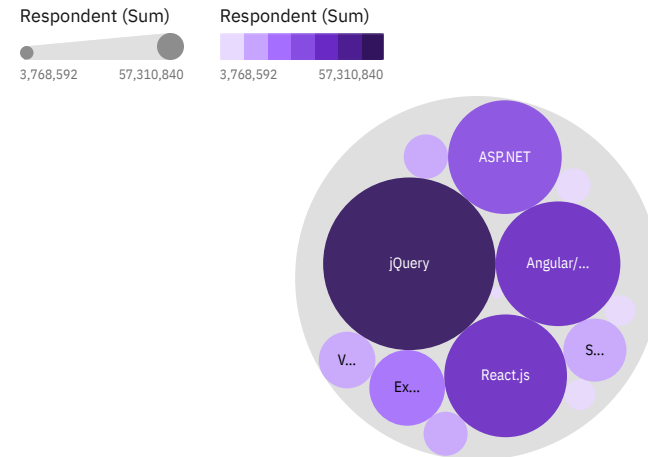 Respondent (Sum)
3,768,592 57,310,840
Respondent (Sum)
3,768,592 57,310,840
ASP.NET
jQuery
Angular/...
V...
Ex...
React.js
S...